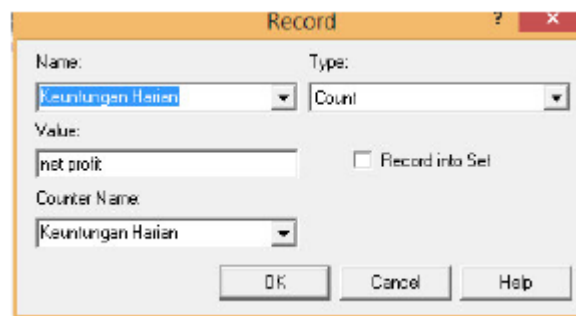 Record ?
Name: Type:
Keuntungan Harian Count
Value:
net profit Record into Set
Counter Name:
Keuntungan Harian
OK Cancel Help